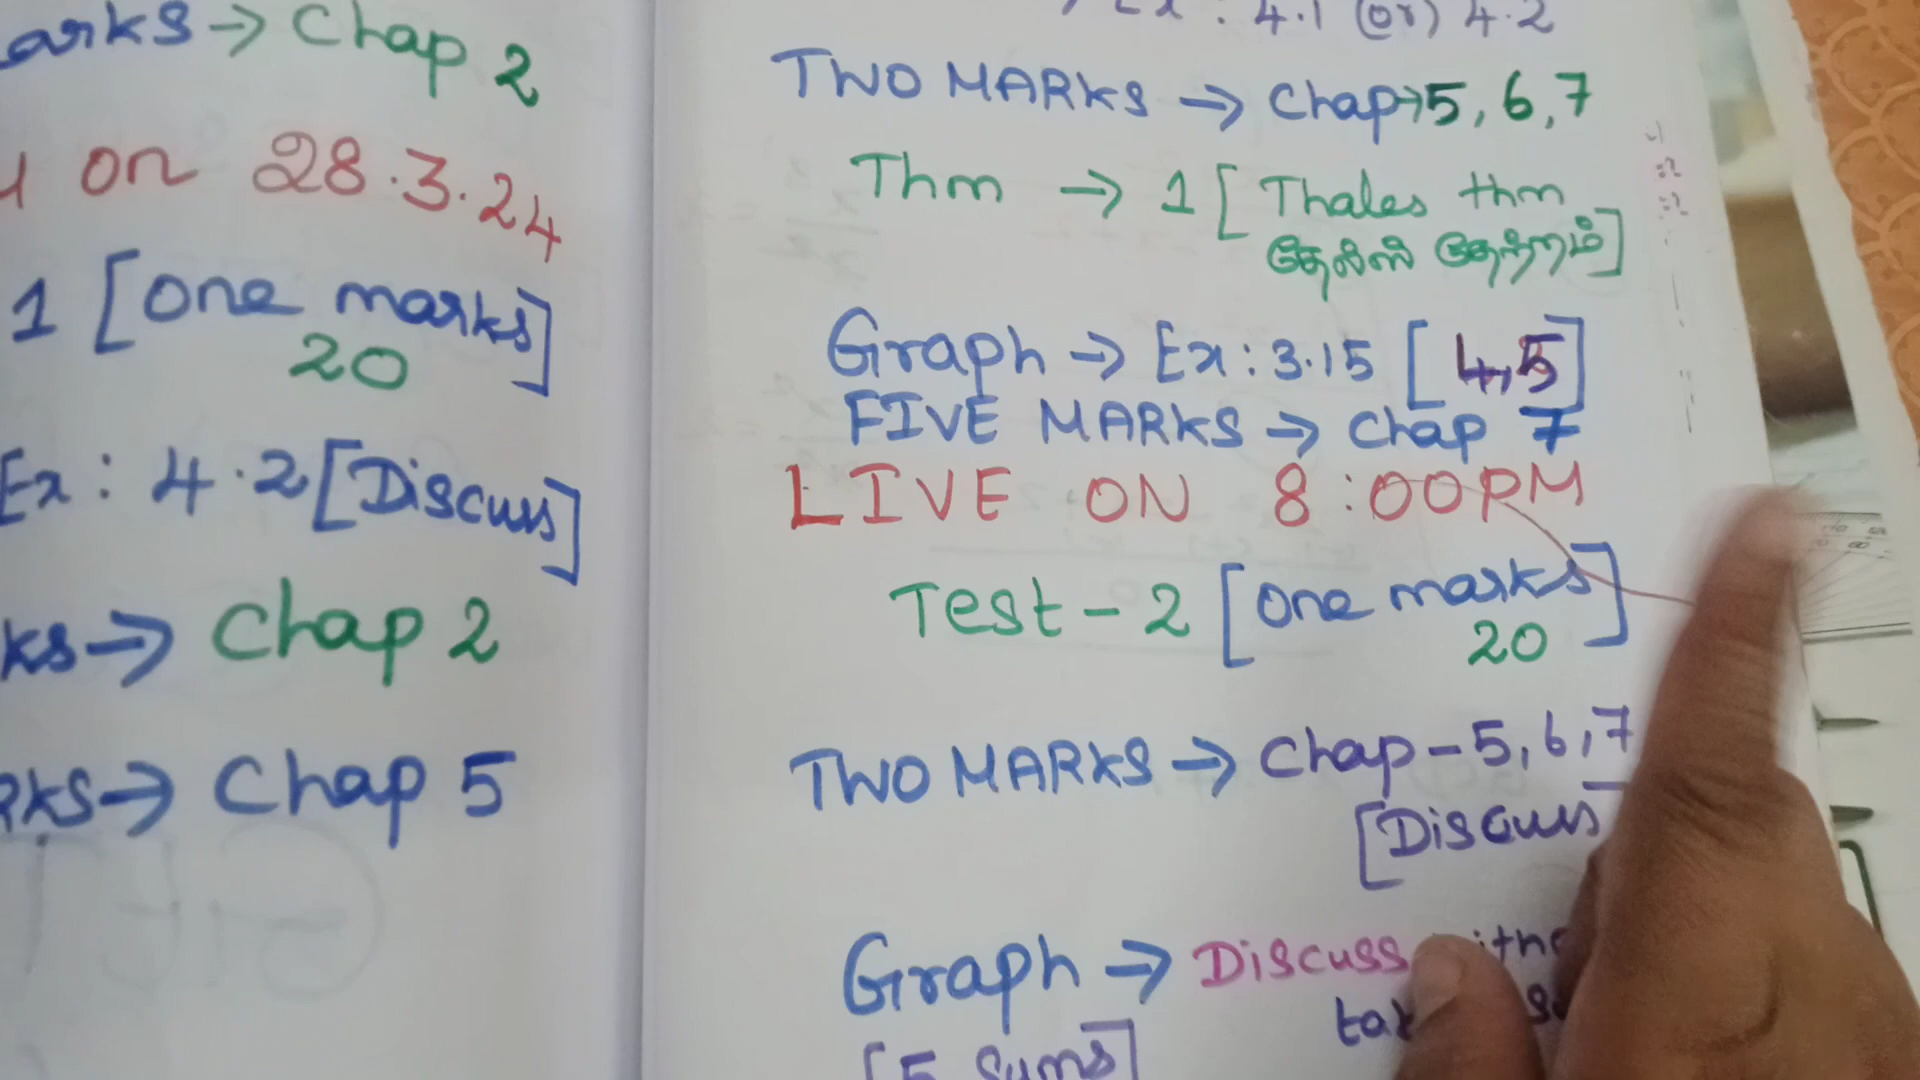 arks → Chap 2
on 28.3.24
1 [One marks]
20
Ex: 4.2 [Discuss]
ks → Chap 2
RKS → Chap 5
Ex: 4.1 (or) 4.2
TWO MARKS → Chap → 5, 6, 7
Thm → 1 [Thales thm
தேல்ஸ் தேற்றம்]
Graph → Ex: 3.15 [4,5]
FIVE MARKS → Chap 7
LIVE ON 8:00PM
Test - 2 [One marks]
20
TWO MARKS → Chap - 5, 6, 7
[Discuss
Graph → Discuss
[5 Sums]